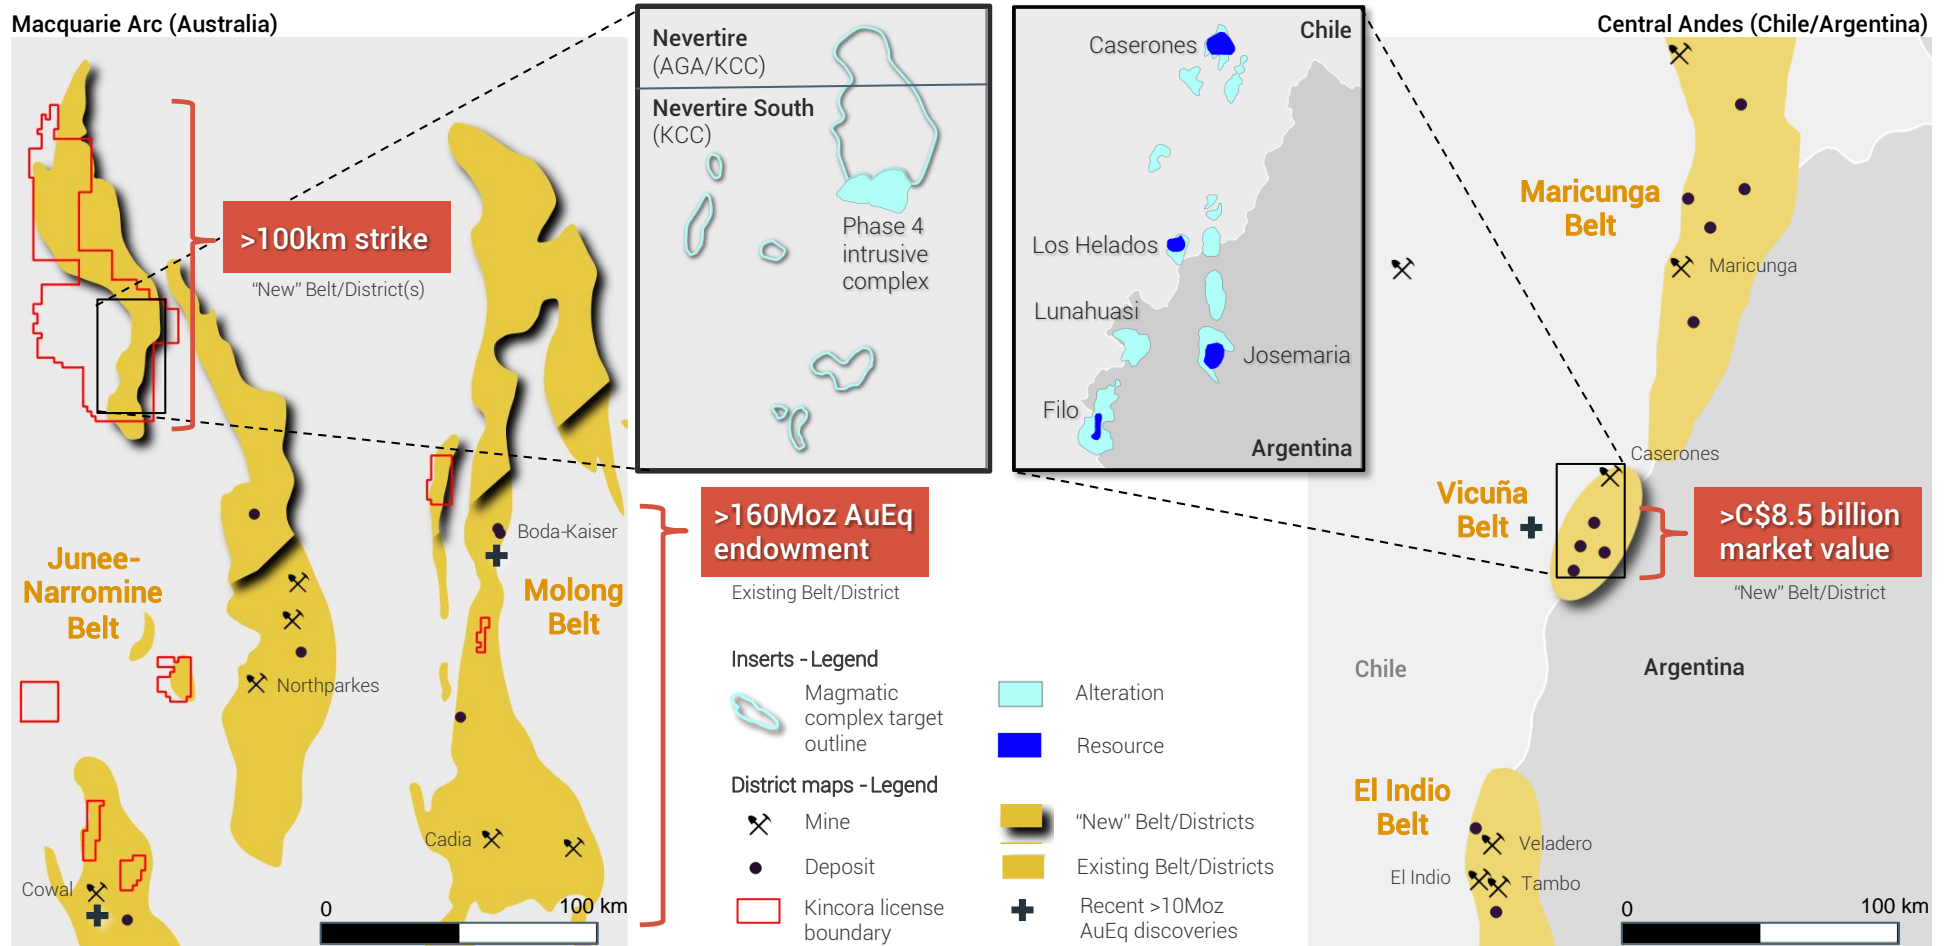 Macquarie Arc (Australia)
>100km strike
“New” Belt/District(s)
Junee-
Narromine
Belt
Northparkes
Boda-Kaiser
Molong
Belt
Cadia
Cowal
0
100 km
Nevertire
(AGA/KCC)
Nevertire South
(KCC)
Phase 4
intrusive
complex
>160Moz AuEq
endowment
Existing Belt/District
Inserts - Legend
Magmatic
complex target
outline
Alteration
Resource
District maps - Legend
Mine
Deposit
Kincora license
boundary
“New” Belt/Districts
Existing Belt/Districts
Recent >10Moz
AuEq discoveries
Chile
Caserones
Los Helados
Lunahuasi
Josemaria
Filo
Argentina
Central Andes (Chile/Argentina)
Maricunga
Belt
Maricunga
Caserones
Vicuña
Belt
>C$8.5 billion
market value
“New” Belt/District
Chile
Argentina
El Indio
Belt
Veladero
El Indio
Tambo
0
100 km